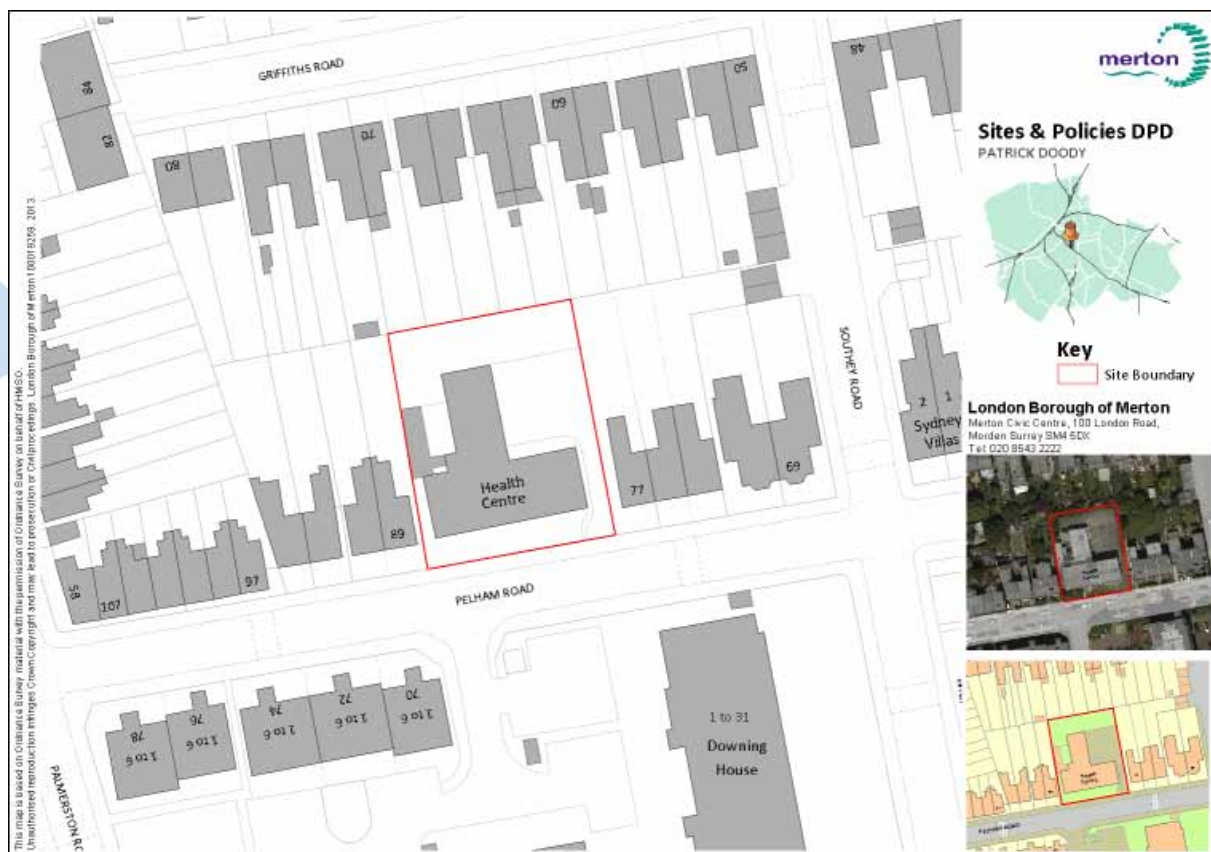 This map is based on Ordnance Survey material with the permission of Ordnance Survey on behalf of HMSO.
Unauthorised reproduction infringes Crown Copyright and may lead to prosecution or Civil proceedings. London Borough of Merton 100019259. 2013.
GRIFFITHS ROAD
84
82
80
70
60
50
48
SOUTHEY ROAD
2
1
Sydney
Villas
Health
Centre
58
107
97
89
77
69
PELHAM ROAD
78
1 to 6
76
1 to 6
74
1 to 6
72
1 to 6
70
1 to 6
1 to 31
Downing
House
PALMERSTON RO
merton
Sites & Policies DPD
PATRICK DOODY
Key
Site Boundary
London Borough of Merton
Merton Civic Centre, 100 London Road,
Morden Surrey SM4 5DX
Tel: 020 8543 2222
Health
Centre
PELHAM ROAD